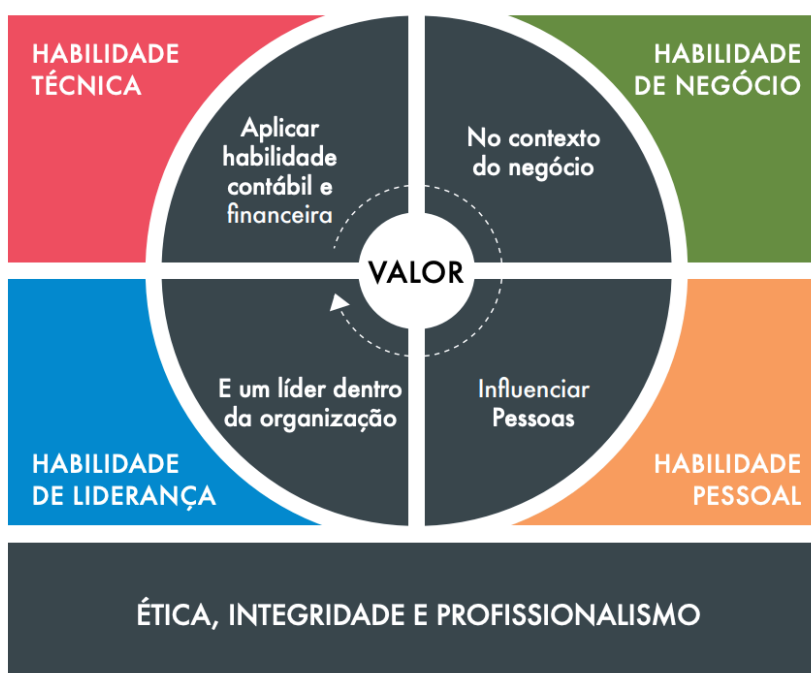 HABILIDADE
TÉCNICA
Aplicar
habilidade
contábil e
financeira
No contexto
do negócio
HABILIDADE
DE NEGÓCIO
VALOR
E um líder dentro
da organização
HABILIDADE
DE LIDERANÇA
Influenciar
Pessoas
HABILIDADE
PESSOAL
ÉTICA, INTEGRIDADE E PROFISSIONALISMO